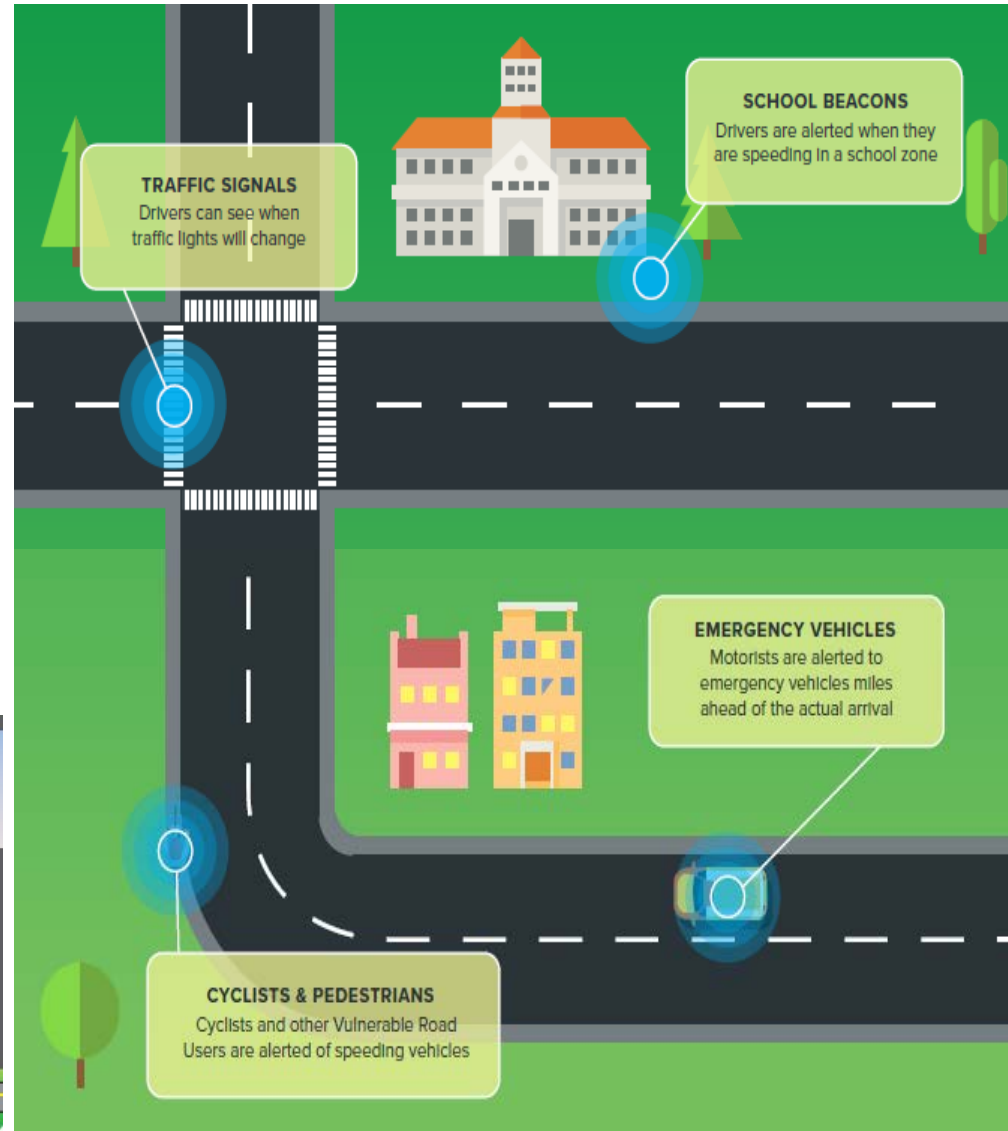 SCHOOL BEACONS
Drivers are alerted when they
are speeding in a school zone
TRAFFIC SIGNALS
Drivers can see when
traffic lights will change
EMERGENCY VEHICLES
Motorists are alerted to
emergency vehicles miles
ahead of the actual arrival
CYCLISTS & PEDESTRIANS
Cyclists and other Vulnerable Road
Users are alerted of speeding vehicles